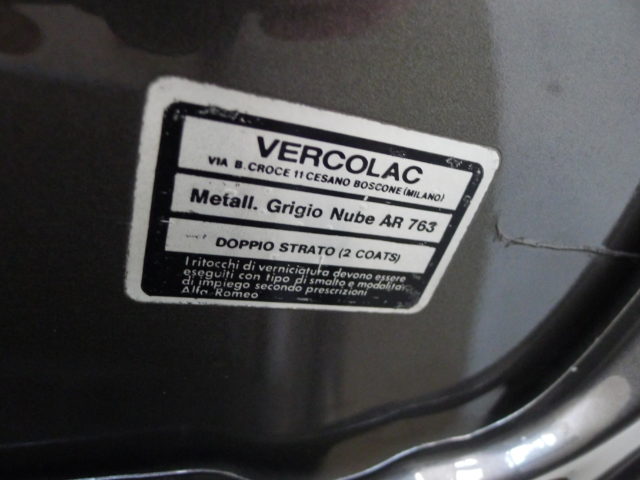 VERCOLAC
VIA B. CROCE 11 CESANO BOSCONE (MILANO)
Metall. Grigio Nube AR 763
DOPPIO STRATO (2 COATS)
I ritocchi di verniciatura devono essere
eseguiti con tipo di smalto e modalità
di impiego secondo prescrizioni
Alfa Romeo